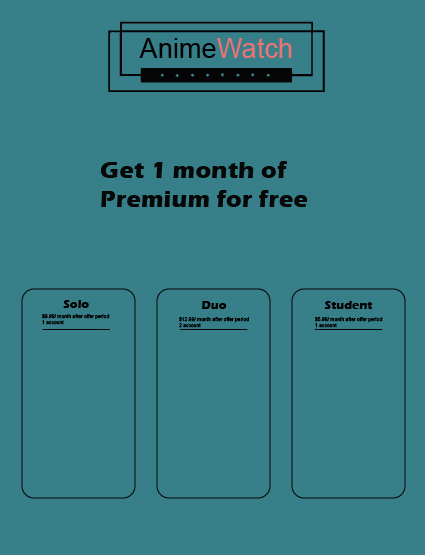 AnimeWatch
Get 1 month of
Premium for free
Solo
$9.99/ month after offer period
1 account
Duo
$12.99/ month after offer period
2 account
Student
$5.99/ month after offer period
1 account